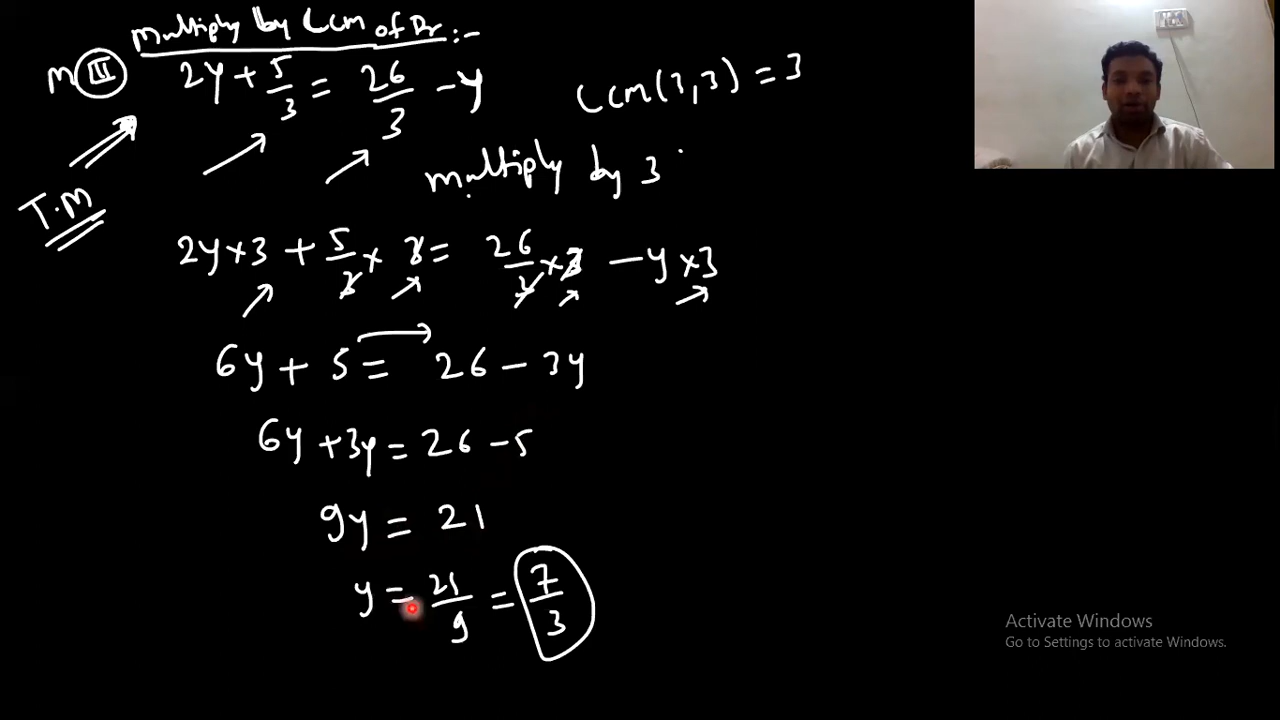 Multiply by LCM of Dr :-
M III 2y + 5/3 = 26/3 - y
LCM(3,3) = 3
T.M
multiply by 3
2y×3 + 5/3 × 3 = 26/3 ×3 - y ×3
6y + 5 = 26 - 3y
6y +3y = 26 - 5
9y = 21
y = 21/9 = 7/3
Activate Windows
Go to Settings to activate Windows.